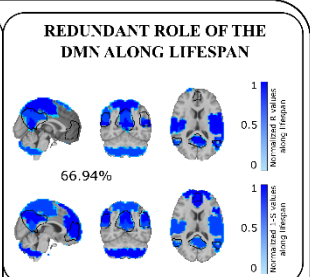 REDUNDANT ROLE OF THE
DMN ALONG LIFESPAN
1
0.5
0
Normalized R values
along lifespan
66.94%
1
0.5
0
Normalized 1-S values
along lifespan